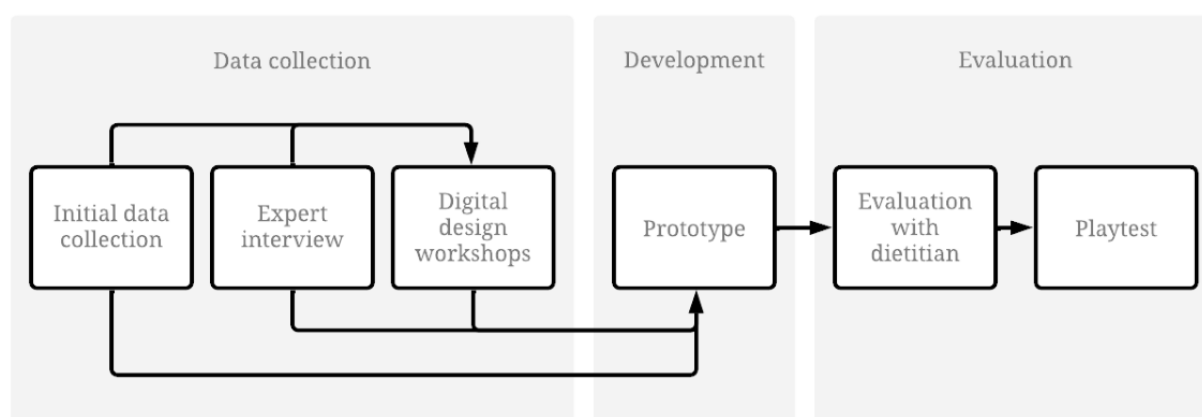 Data collection
Development
Evaluation
Initial data
collection
Expert
interview
Digital
design
workshops
Prototype
Evaluation
with
dietitian
Playtest